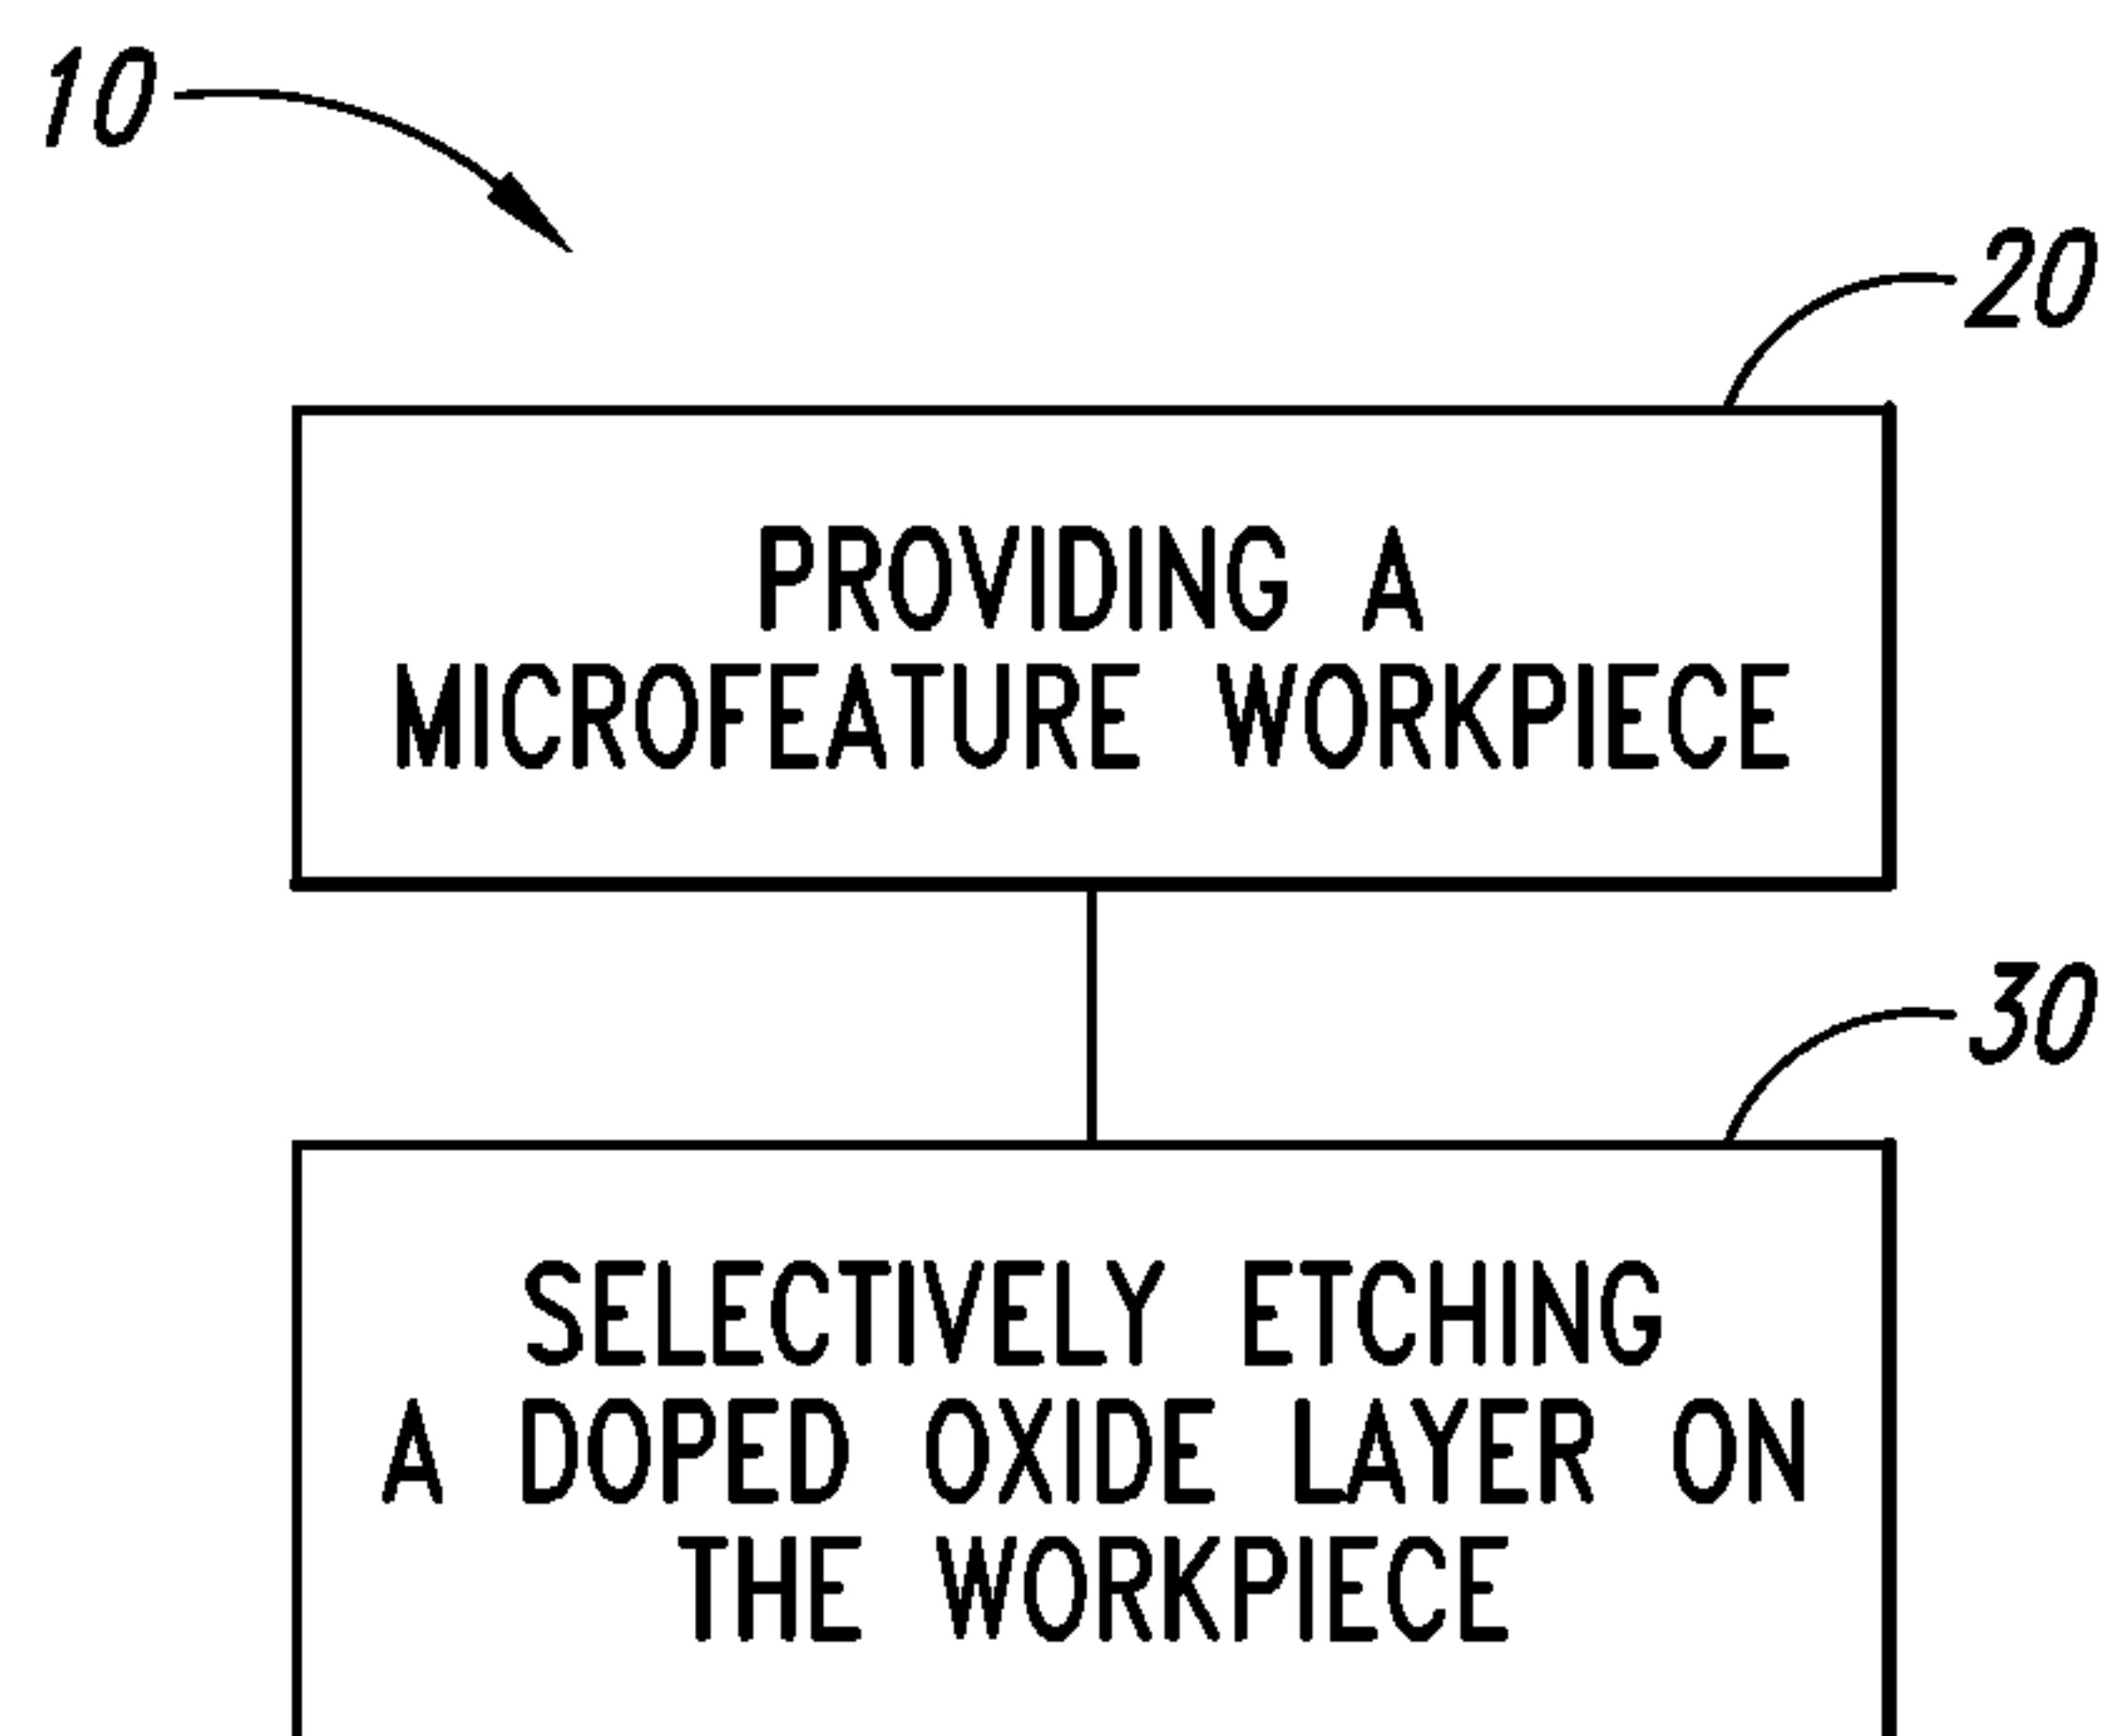 10
20
PROVIDING A
MICROFEATURE WORKPIECE
30
SELECTIVELY ETCHING
A DOPED OXIDE LAYER ON
THE WORKPIECE